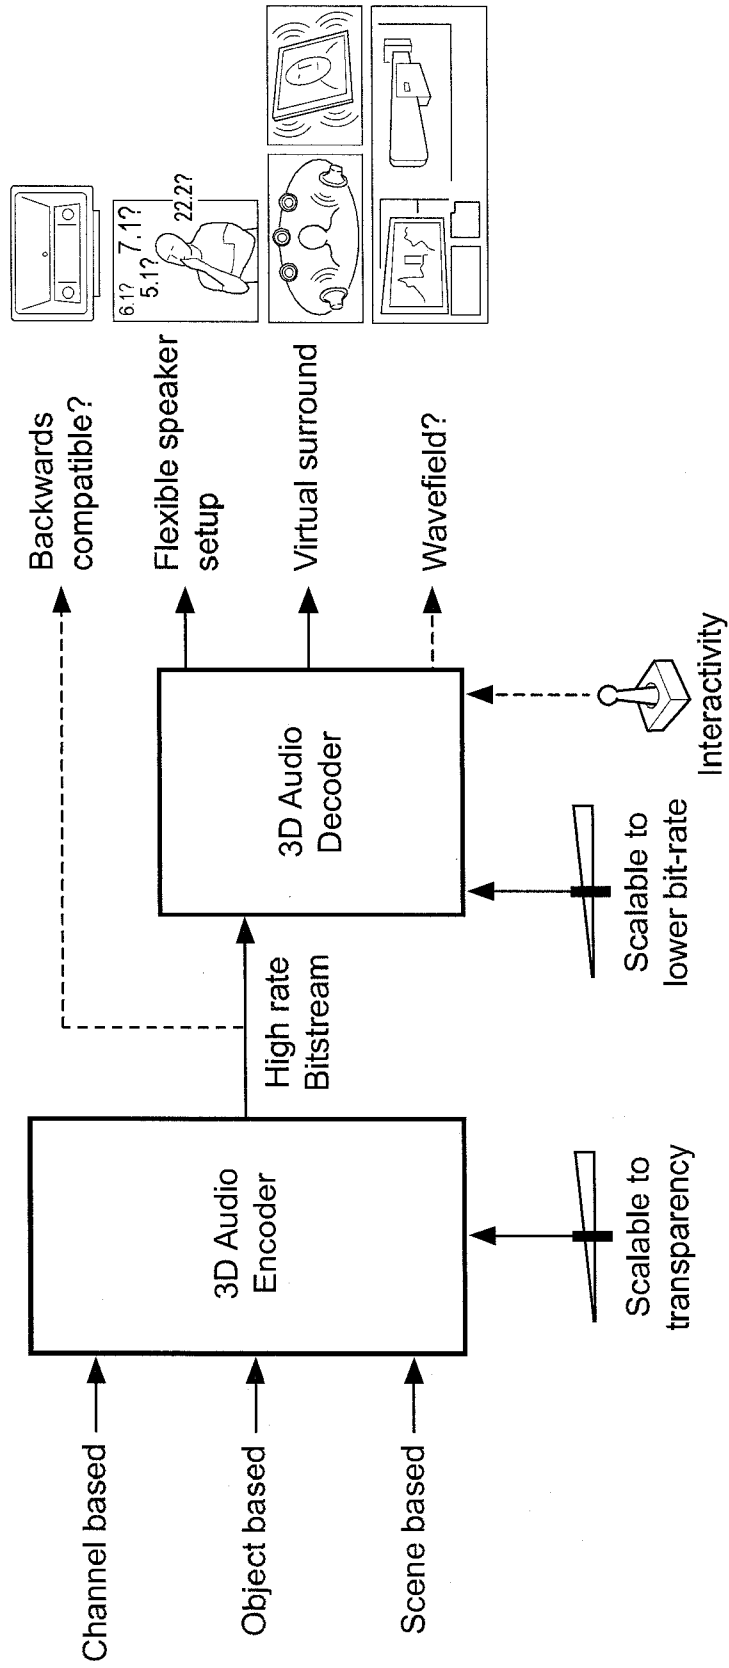 Channel based
Object based
Scene based
3D Audio
Encoder
Scalable to
transparency
High rate
Bitstream
3D Audio
Decoder
Scalable to
lower bit-rate
Interactivity
Backwards
compatible?
Flexible speaker
setup
Virtual surround
Wavefield?
6.1? 7.1?
5.1?
22.2?